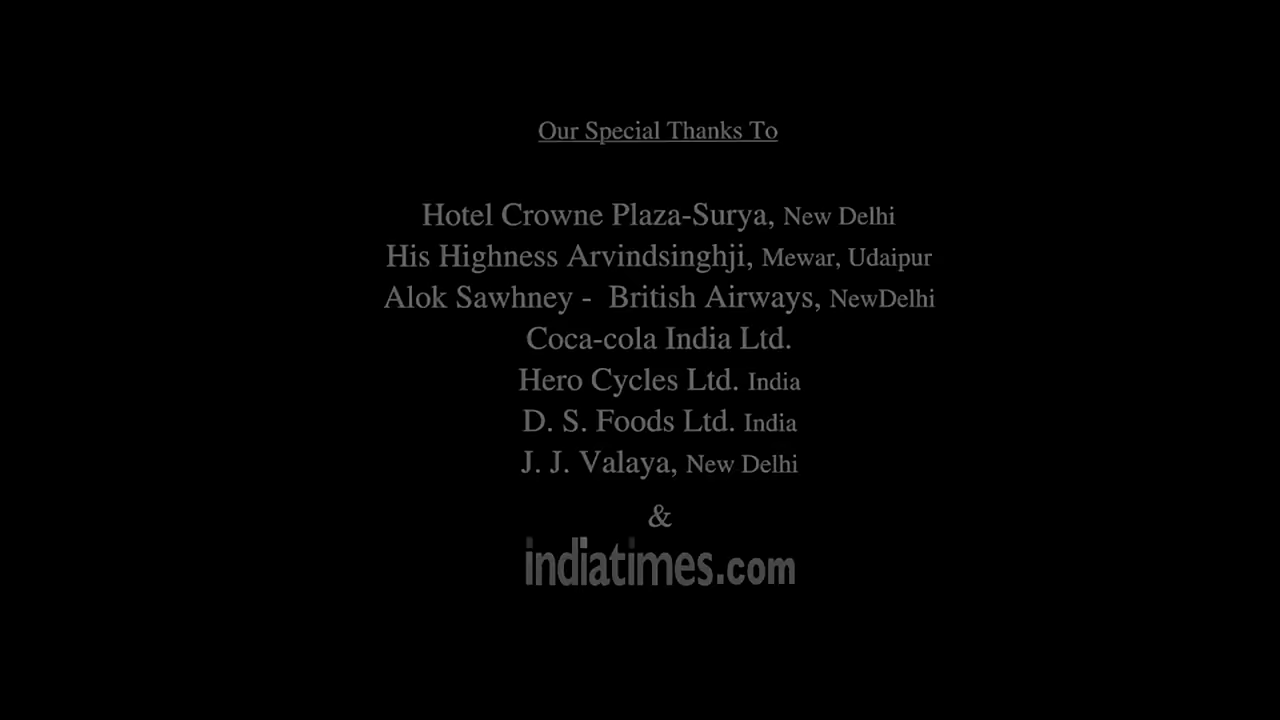 Our Special Thanks To
Hotel Crowne Plaza-Surya, New Delhi
His Highness Arvindsinghji, Mewar, Udaipur
Alok Sawhney - British Airways, NewDelhi
Coca-cola India Ltd.
Hero Cycles Ltd. India
D. S. Foods Ltd. India
J. J. Valaya, New Delhi
&
indiatimes.com